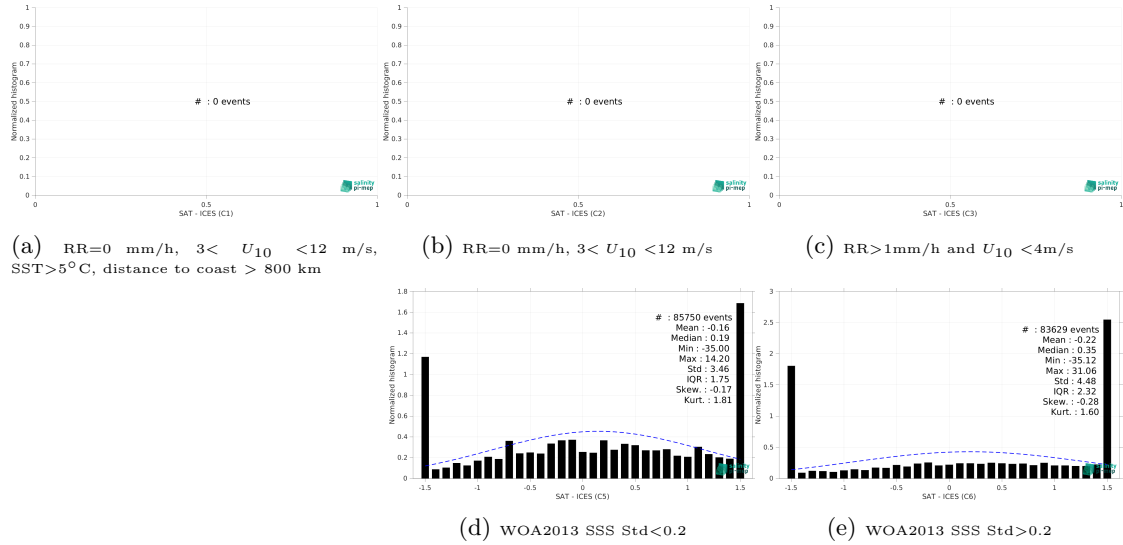 1
0.9
0.8
0.7
0.6
0.5
0.4
0.3
0.2
0.1
0
Normalized histogram
# : 0 events
salinity
pi-mep
0 0.5 1
SAT - ICES (C1)
1
0.9
0.8
0.7
0.6
0.5
0.4
0.3
0.2
0.1
0
Normalized histogram
# : 0 events
salinity
pi-mep
0 0.5 1
SAT - ICES (C2)
1
0.9
0.8
0.7
0.6
0.5
0.4
0.3
0.2
0.1
0
Normalized histogram
# : 0 events
salinity
pi-mep
0 0.5 1
SAT - ICES (C3)
(a) RR=0 mm/h, 3< U10 <12 m/s,
SST>5°C, distance to coast > 800 km
(b) RR=0 mm/h, 3< U10 <12 m/s
(c) RR>1mm/h and U10 <4m/s
1.8
1.6
1.4
1.2
1
0.8
0.6
0.4
0.2
0
Normalized histogram
# : 85750 events
Mean : -0.16
Median : 0.19
Min : -35.00
Max : 14.20
Std : 3.46
IQR : 1.75
Skew. : -0.17
Kurt. : 1.81
salinity
pi-mep
-1.5 -1 -0.5 0 0.5 1 1.5
SAT - ICES (C5)
3
2.5
2
1.5
1
0.5
0
Normalized histogram
# : 83629 events
Mean : -0.22
Median : 0.35
Min : -35.12
Max : 31.06
Std : 4.48
IQR : 2.32
Skew. : -0.28
Kurt. : 1.60
salinity
pi-mep
-1.5 -1 -0.5 0 0.5 1 1.5
SAT - ICES (C6)
(d) WOA2013 SSS Std<0.2
(e) WOA2013 SSS Std>0.2